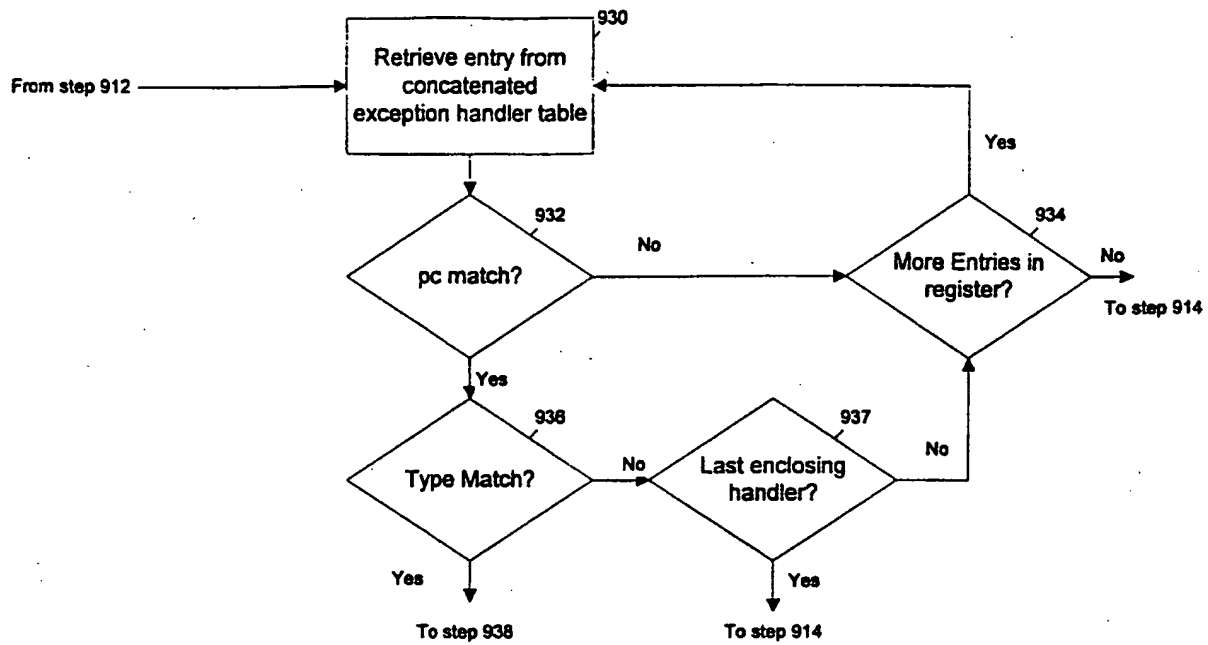 930
Retrieve entry from
concatenated
exception handler table
From step 912
Yes
932
934
No
pc match?
More Entries in
register?
No
To step 914
Yes
936
937
Type Match?
No
Last enclosing
handler?
No
Yes
Yes
To step 938
To step 914